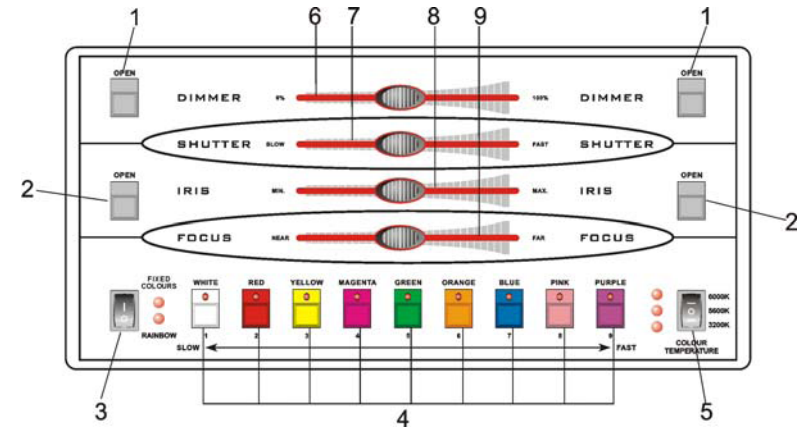 1 6 7 8 9 1
OPEN OPEN
DIMMER 0% 100% DIMMER
SHUTTER SLOW FAST SHUTTER
OPEN OPEN
2 IRIS MIN. MAX. IRIS 2
FOCUS NEAR FAR FOCUS
FIXED COLOURS WHITE RED YELLOW MAGENTA GREEN ORANGE BLUE PINK PURPLE
6000K
5600K
3200K
RAINBOW 1 2 3 4 5 6 7 8 9
SLOW FAST COLOUR TEMPERATURE
3 4 5